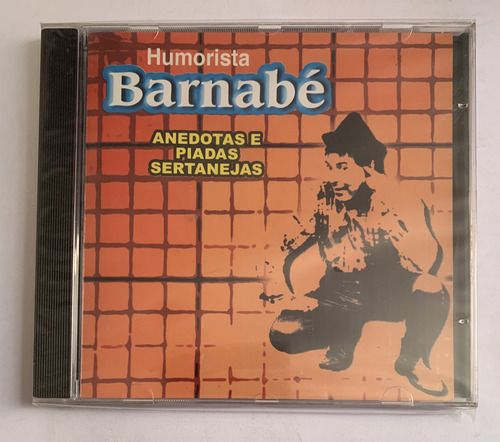 Humorista
Barnabé
ANEDOTAS E
PIADAS
SERTANEJAS